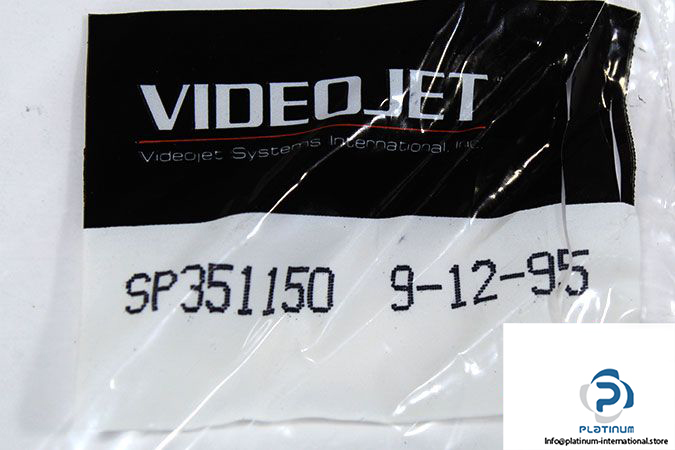 VIDEOJET
Videojet Systems International, Inc.
SP351150 9-12-95
PLATINUM
Info@platinum-international.store